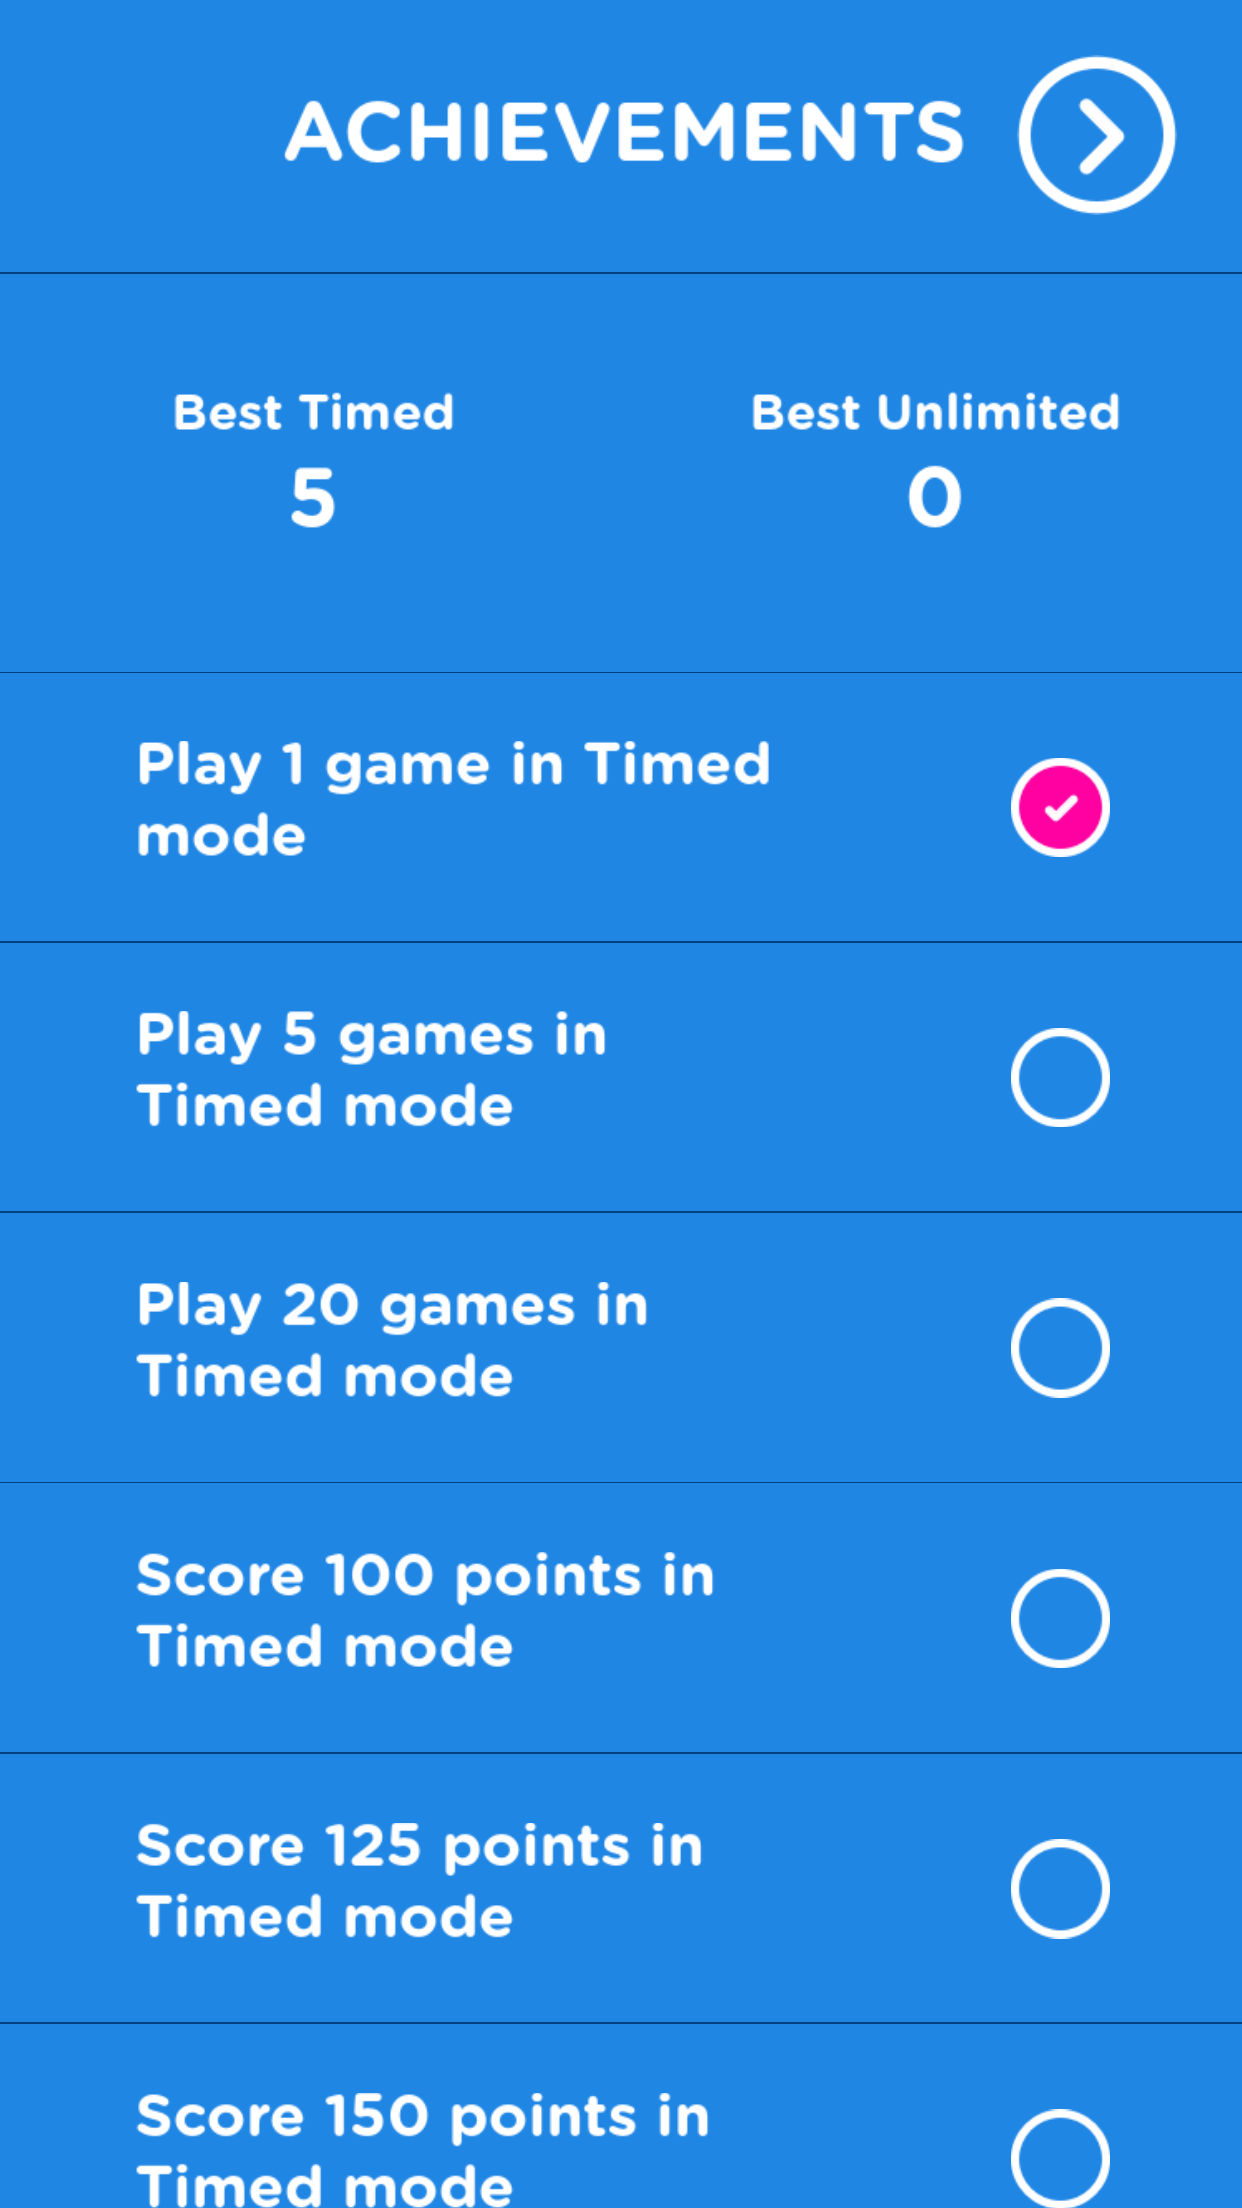 ACHIEVEMENTS
Best Timed
5
Best Unlimited
0
Play 1 game in Timed
mode
Play 5 games in
Timed mode
Play 20 games in
Timed mode
Score 100 points in
Timed mode
Score 125 points in
Timed mode
Score 150 points in
Timed mode